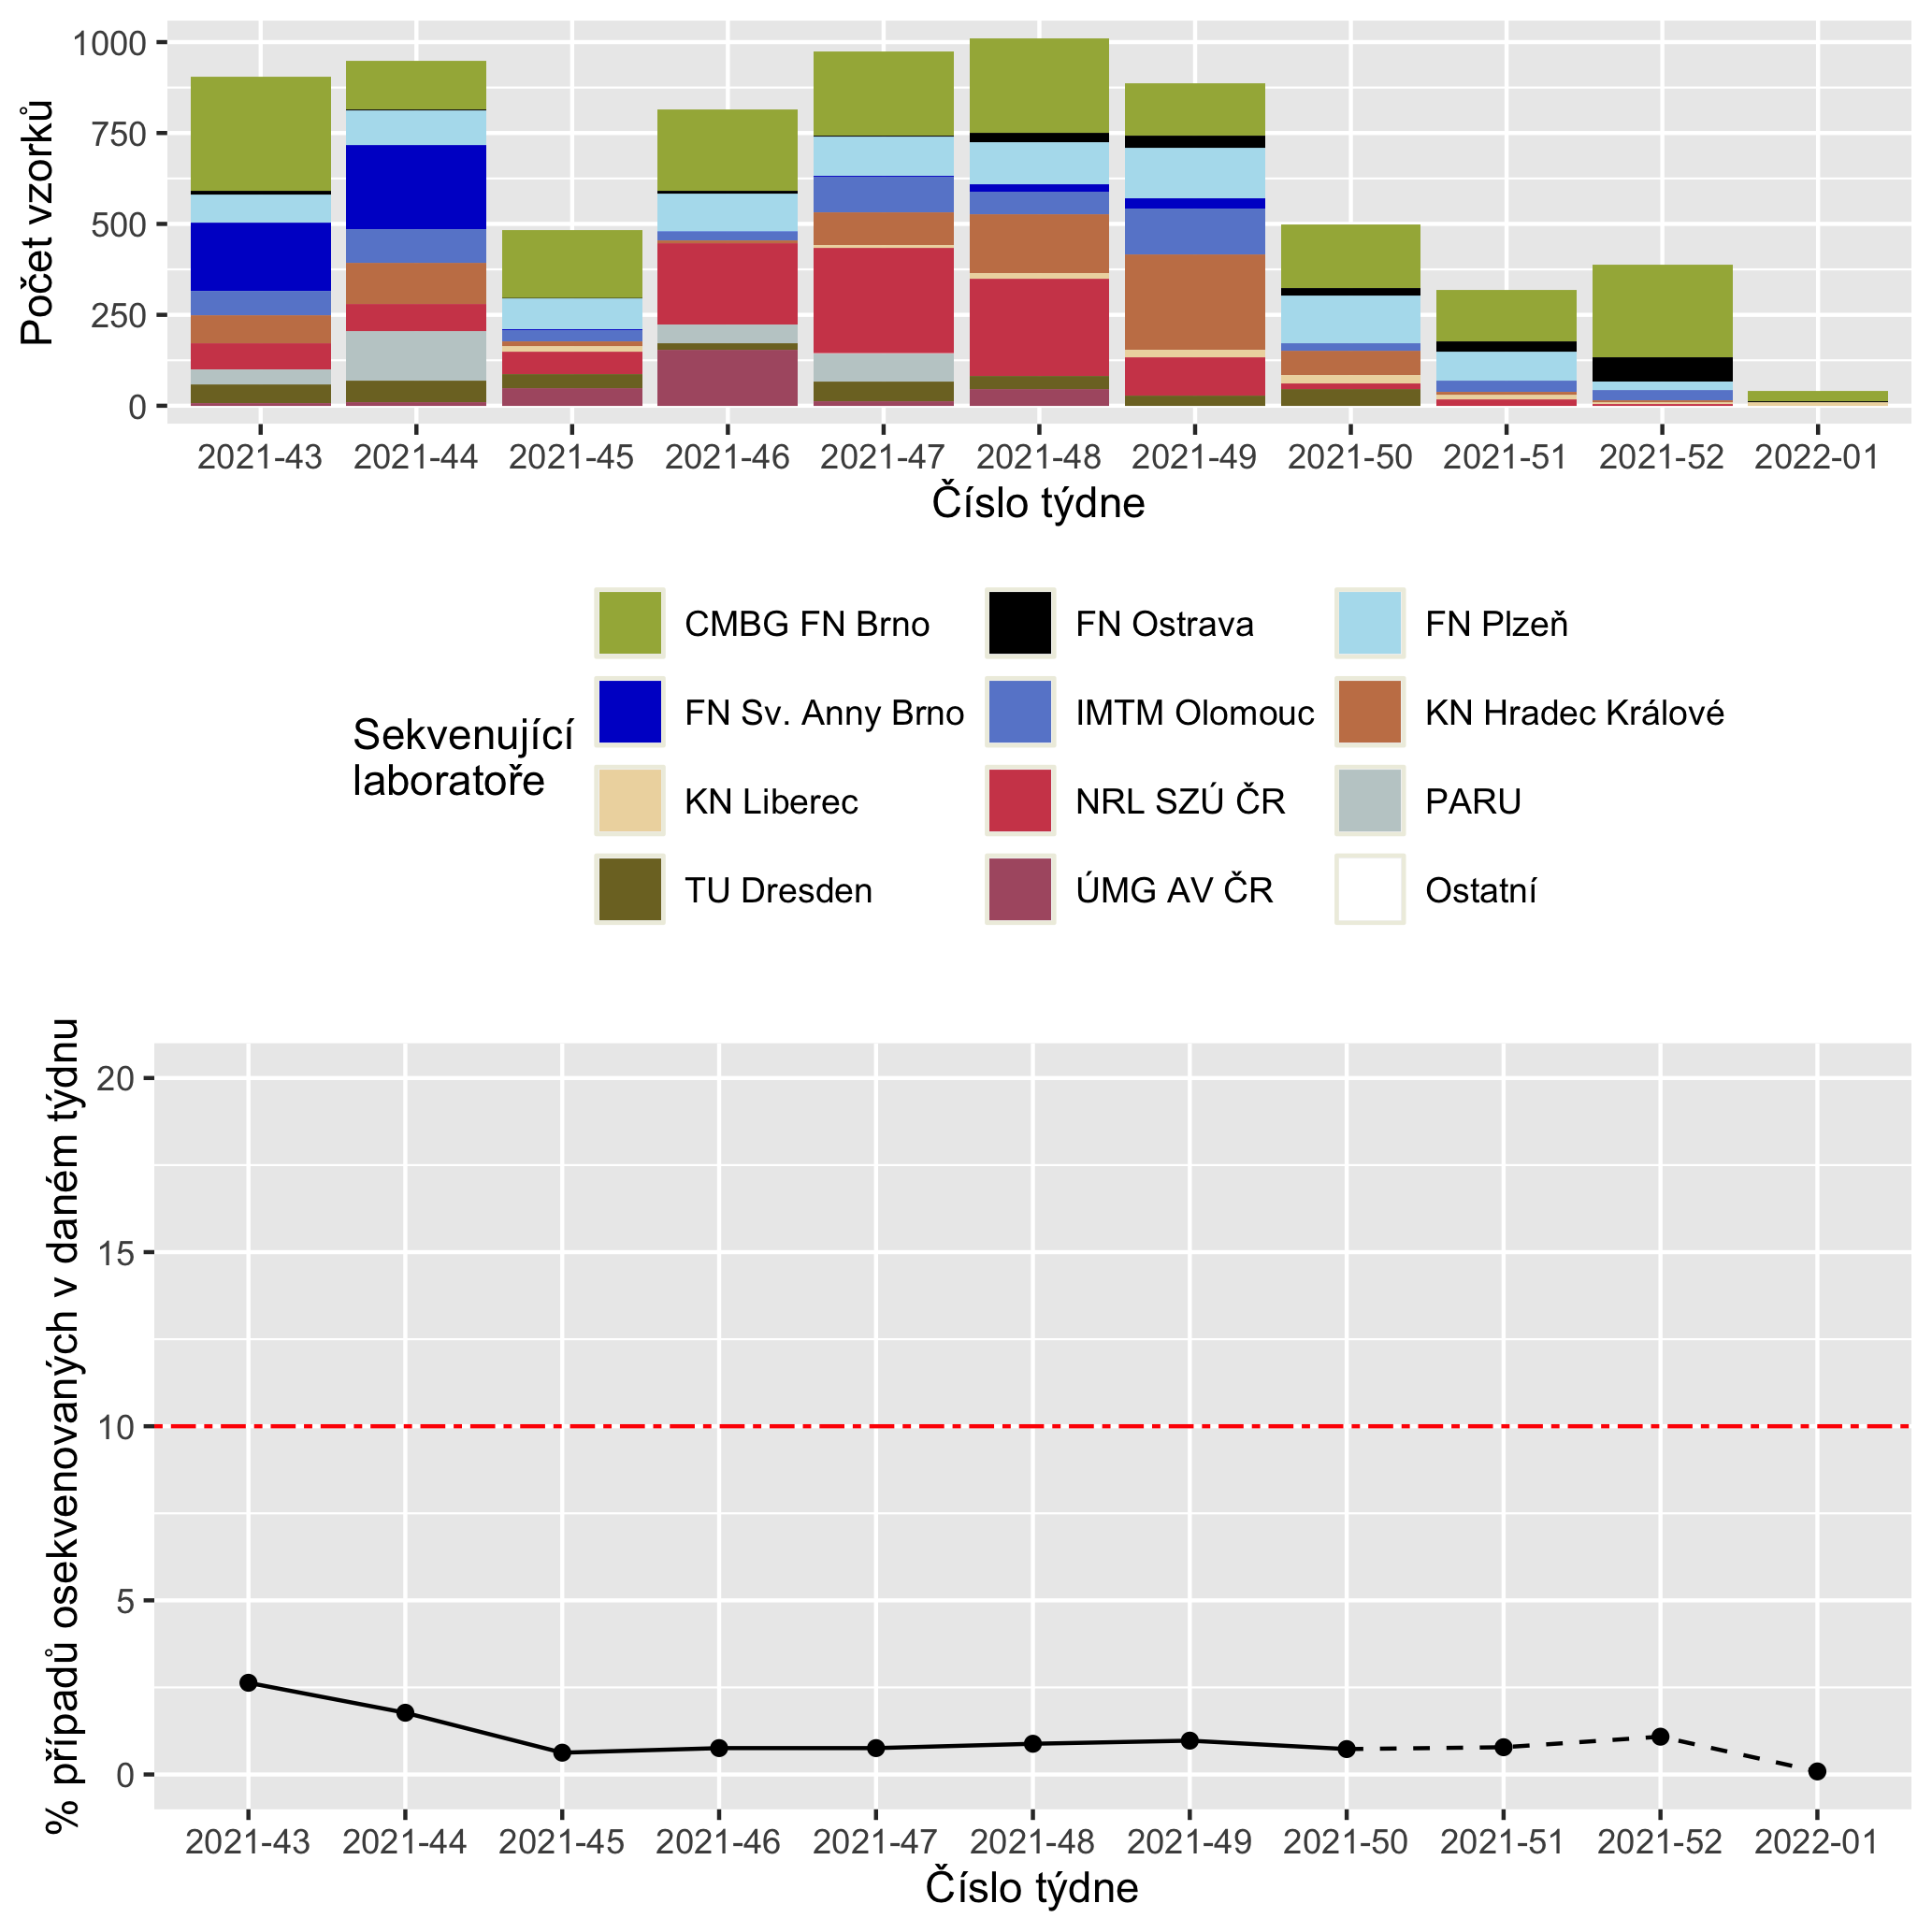 Počet vzorků
1000
750
500
250
0
2021-43 2021-44 2021-45 2021-46 2021-47 2021-48 2021-49 2021-50 2021-51 2021-52 2022-01
Číslo týdne
Sekvenující
laboratoře
CMBG FN Brno FN Ostrava FN Plzeň
FN Sv. Anny Brno IMTM Olomouc KN Hradec Králové
KN Liberec NRL SZÚ ČR PARU
TU Dresden ÚMG AV ČR Ostatní
% případů osekvenovaných v daném týdnu
20
15
10
5
0
2021-43 2021-44 2021-45 2021-46 2021-47 2021-48 2021-49 2021-50 2021-51 2021-52 2022-01
Číslo týdne